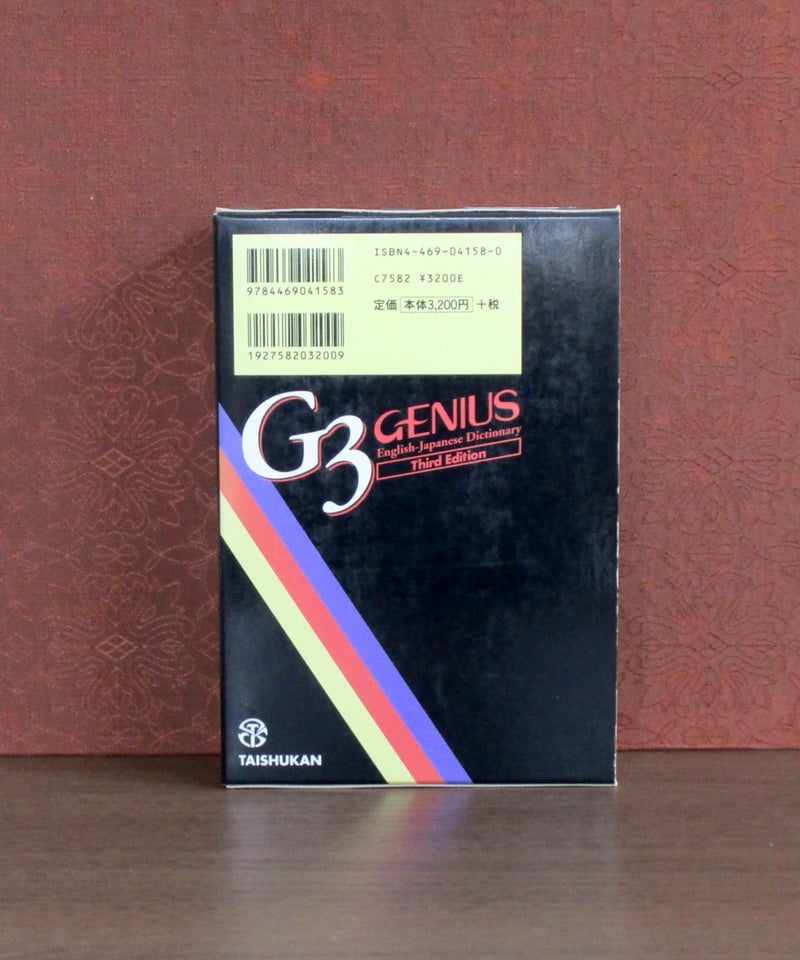 ISBN4-469-04158-0
9784469041583
C7582 ¥3200E
定価 本体3,200円 +税
1927582032009
G3 GENIUS
English-Japanese Dictionary
Third Edition
TAISHUKAN